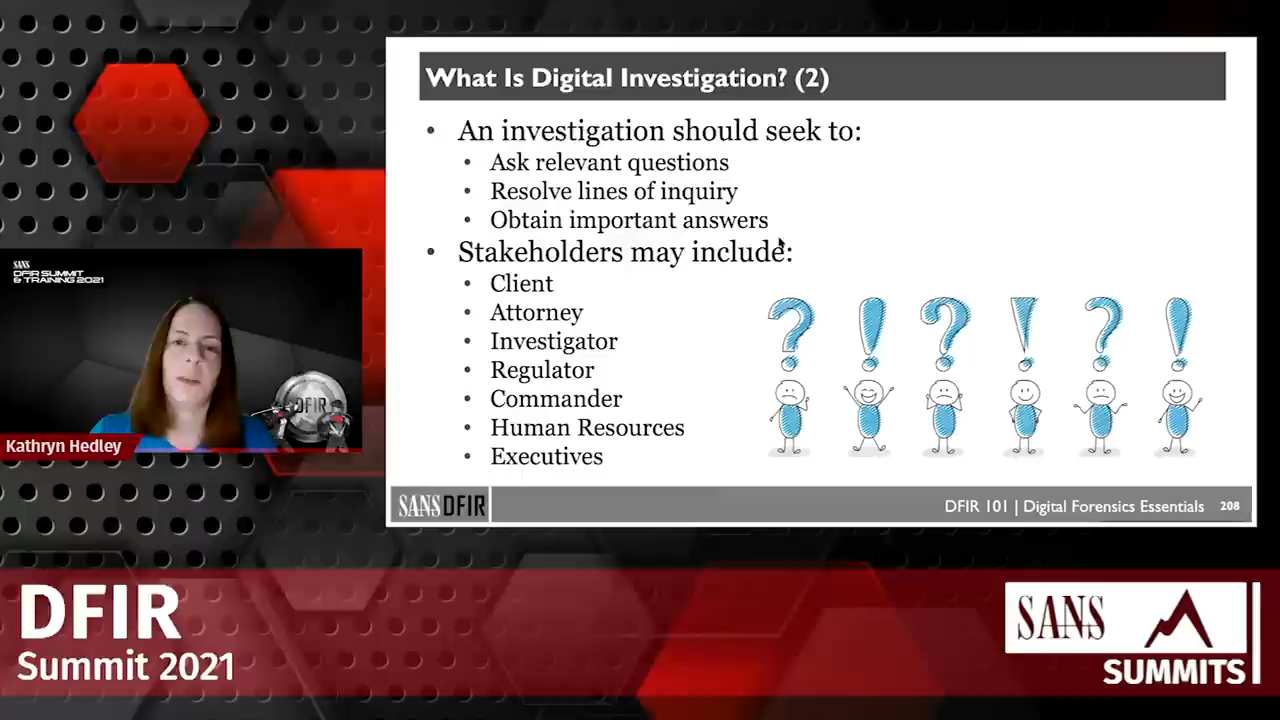 What Is Digital Investigation? (2)
• An investigation should seek to:
• Ask relevant questions
• Resolve lines of inquiry
• Obtain important answers
• Stakeholders may include:
• Client
• Attorney
• Investigator
• Regulator
• Commander
• Human Resources
• Executives
? ! ? ! ? !
SANS DFIR
DFIR 101 | Digital Forensics Essentials 208
SANS
DFIR SUMMIT
& TRAINING 2021
DFIR
Kathryn Hedley
DFIR
Summit 2021
SANS
SUMMITS